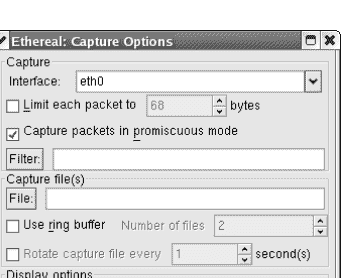 Ethereal: Capture Options
Capture
Interface: eth0
Limit each packet to 68 bytes
Capture packets in promiscuous mode
Filter:
Capture file(s)
File:
Use ring buffer Number of files 2
Rotate capture file every 1 second(s)
Display options